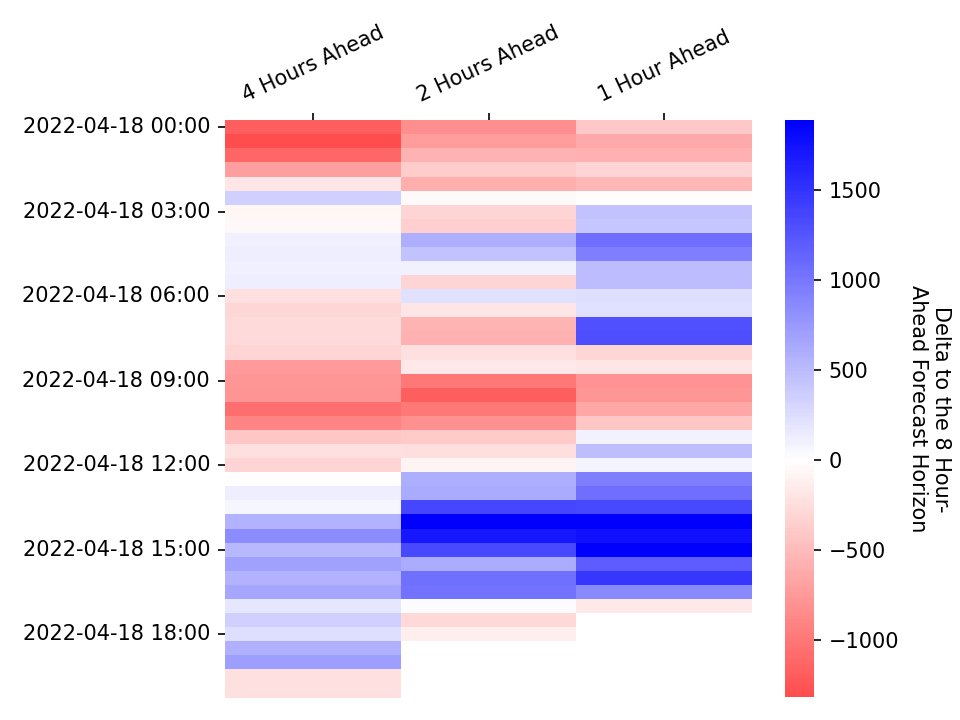 4 Hours Ahead
2 Hours Ahead
1 Hour Ahead
2022-04-18 00:00
2022-04-18 03:00
2022-04-18 06:00
2022-04-18 09:00
2022-04-18 12:00
2022-04-18 15:00
2022-04-18 18:00
1500
1000
500
0
−500
−1000
Delta to the 8 Hour-
Ahead Forecast Horizon